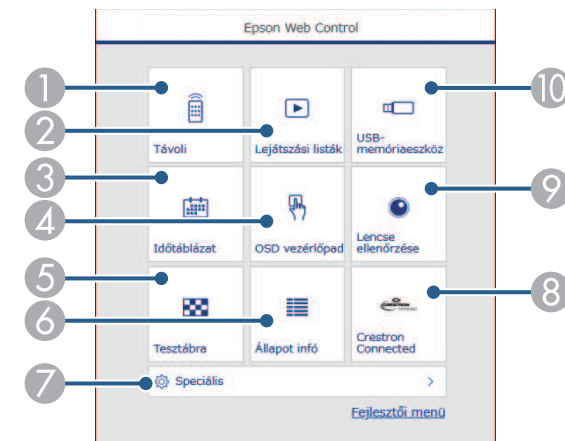 Epson Web Control
1
2
3
4
5
6
7
8
9
10
Távoli
Lejátszási listák
USB-
memóriaeszköz
Időtáblázat
OSD vezérlőpad
Lencse
ellenőrzése
Tesztábra
Állapot infó
CRESTRON
Crestron
Connected
Speciális
Fejlesztői menü